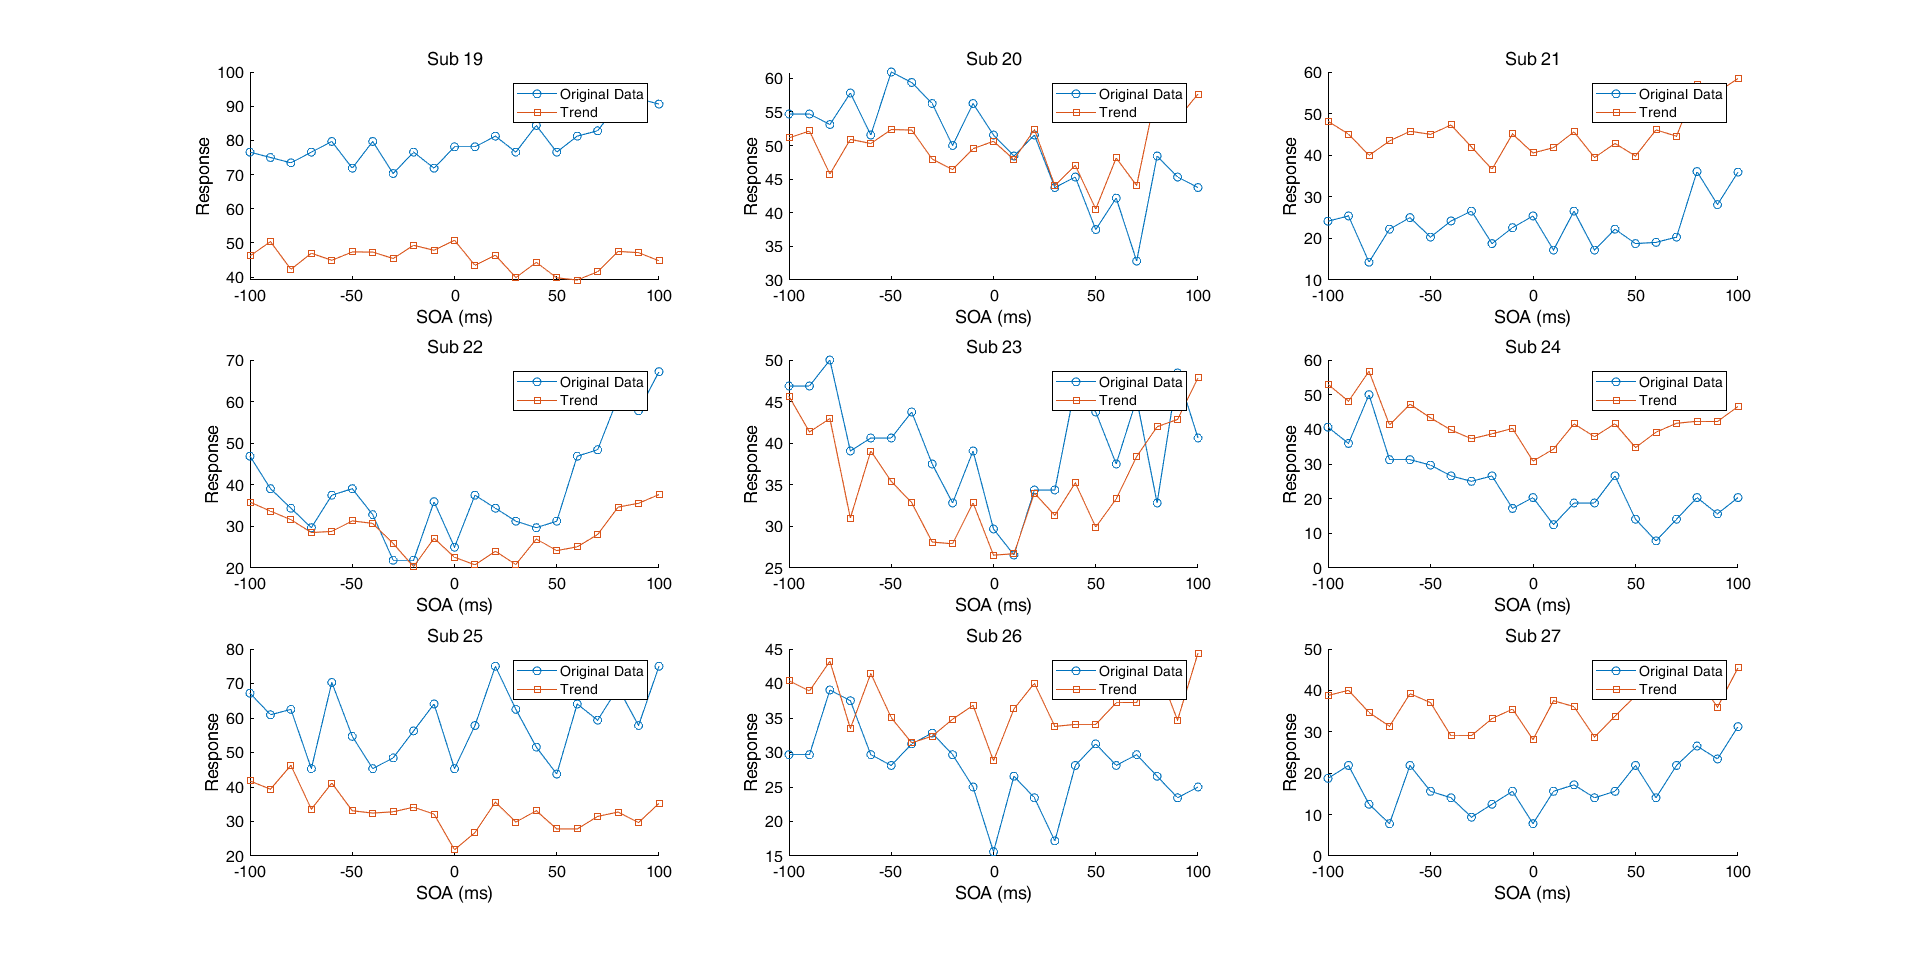 Sub 19
100
90
80
70
60
50
40
Response
-100 -50 0 50 100
SOA (ms)
Original Data
Trend
Sub 20
60
55
50
45
40
35
30
Response
-100 -50 0 50 100
SOA (ms)
Original Data
Trend
Sub 21
60
50
40
30
20
10
Response
-100 -50 0 50 100
SOA (ms)
Original Data
Trend
Sub 22
70
60
50
40
30
20
Response
-100 -50 0 50 100
SOA (ms)
Original Data
Trend
Sub 23
50
45
40
35
30
25
Response
-100 -50 0 50 100
SOA (ms)
Original Data
Trend
Sub 24
60
50
40
30
20
10
0
Response
-100 -50 0 50 100
SOA (ms)
Original Data
Trend
Sub 25
80
70
60
50
40
30
20
Response
-100 -50 0 50 100
SOA (ms)
Original Data
Trend
Sub 26
45
40
35
30
25
20
15
Response
-100 -50 0 50 100
SOA (ms)
Original Data
Trend
Sub 27
50
40
30
20
10
0
Response
-100 -50 0 50 100
SOA (ms)
Original Data
Trend